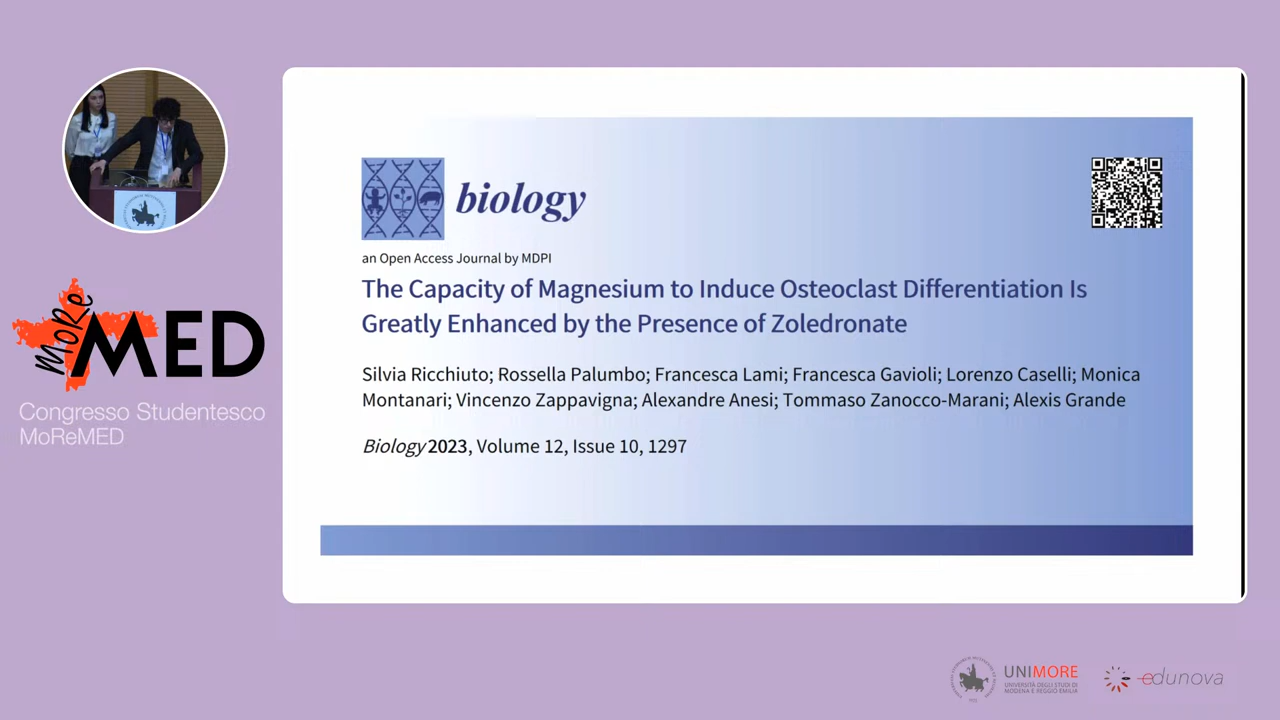 biology
an Open Access Journal by MDPI
The Capacity of Magnesium to Induce Osteoclast Differentiation Is
Greatly Enhanced by the Presence of Zoledronate
Silvia Ricchiuto; Rossella Palumbo; Francesca Lami; Francesca Gavioli; Lorenzo Caselli; Monica
Montanari; Vincenzo Zappavigna; Alexandre Anesi; Tommaso Zanocco-Marani; Alexis Grande
Biology 2023, Volume 12, Issue 10, 1297
MoRe
MED
Congresso Studentesco
MoReMED
UNIMORE
UNIVERSITÀ DEGLI STUDI DI
MODENA E REGGIO EMILIA
edunova